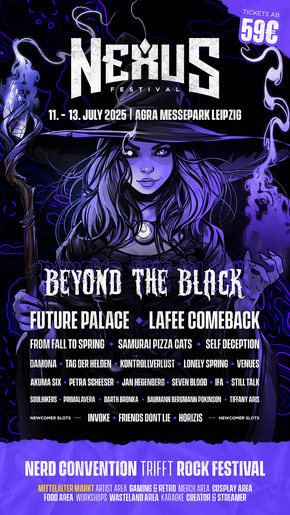 TICKETS AB
59€
NEXUS
FESTIVAL
11. - 13. JULY 2025 | AGRA MESSEPARK LEIPZIG
BEYOND THE BLACK
FUTURE PALACE • LAFEE COMEBACK
FROM FALL TO SPRING • SAMURAI PIZZA CATS • SELF DECEPTION
DAMONA • TAG DER HELDEN • KONTROLLVERLUST • LONELY SPRING • VENUES
AKUMA SIX • PETRA SCHEESER • JAN HEGENBERG • SEVEN BLOOD • IFA • STILL TALK
SOULHIKERS • PRIMALAVERA • DARTH BRONKA • BAUMANN BERGMANN POKINSON • TIFFANY ARIS
NEWCOMER SLOTS — INVOKE • FRIENDS DONT LIE • HORIZIS — NEWCOMER SLOTS
NERD CONVENTION TRIFFT ROCK FESTIVAL
MITTELALTER MARKT ARTIST AREA GAMING & RETRO MERCH AREA COSPLAY AREA
FOOD AREA WORKSHOPS WASTELAND AREA KARAOKE CREATOR & STREAMER